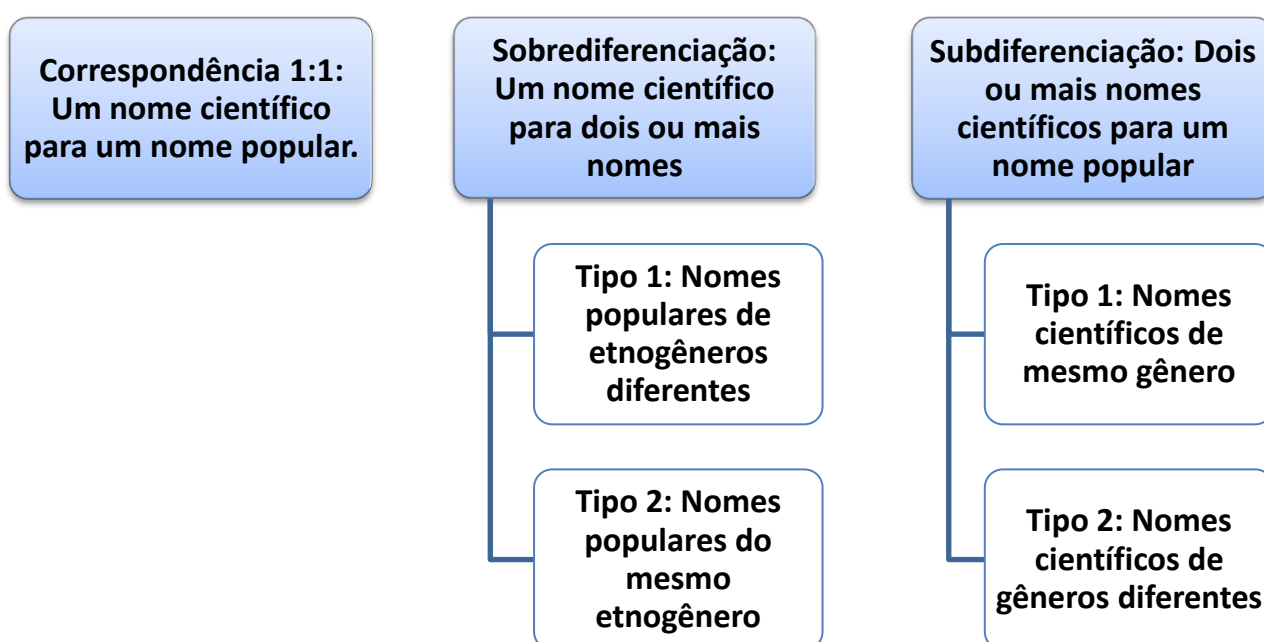 Correspondência 1:1:
Um nome científico
para um nome popular.
Sobrediferenciação:
Um nome científico
para dois ou mais
nomes
Tipo 1: Nomes
populares de
etnogêneros
diferentes
Tipo 2: Nomes
populares do
mesmo
etnogênero
Subdiferenciação: Dois
ou mais nomes
científicos para um
nome popular
Tipo 1: Nomes
científicos de
mesmo gênero
Tipo 2: Nomes
científicos de
gêneros diferentes